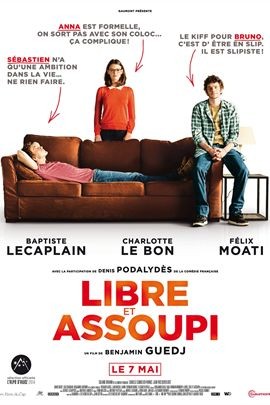 GAUMONT PRÉSENTE
ANNA EST FORMELLE,
ON SORT PAS AVEC SON COLOC...
ÇA COMPLIQUE !
LE KIFF POUR BRUNO,
C'EST D' ÊTRE EN SLIP.
IL EST SLIPISTE !
SÉBASTIEN N'A
QU'UNE AMBITION
DANS LA VIE...
NE RIEN FAIRE.
BAPTISTE
LECAPLAIN
CHARLOTTE
LE BON
FÉLIX
MOATI
AVEC LA PARTICIPATION DE DENIS PODALYDÈS DE LA COMÉDIE FRANÇAISE
LIBRE
ET
ASSOUPI
UN FILM DE BENJAMIN GUEDJ
LE 7 MAI